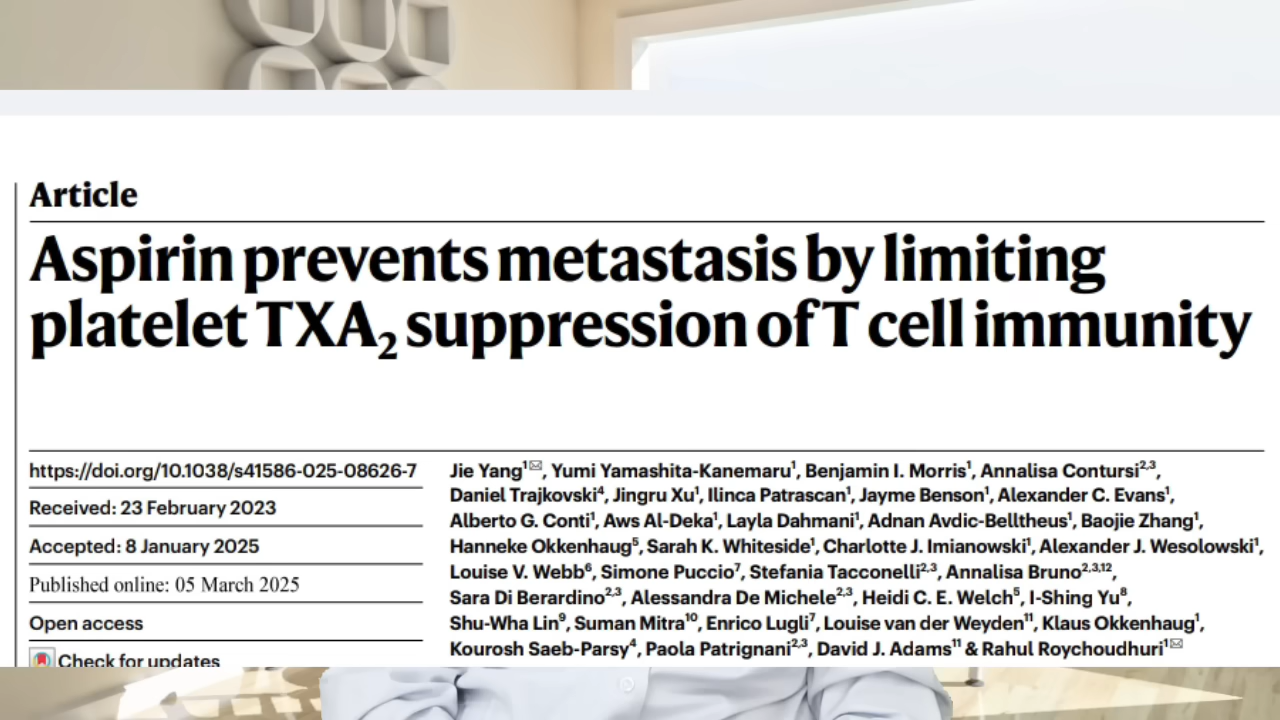 Article
Aspirin prevents metastasis by limiting
platelet TXA₂ suppression of T cell immunity
https://doi.org/10.1038/s41586-025-08626-7
Received: 23 February 2023
Accepted: 8 January 2025
Published online: 05 March 2025
Open access
Check for updates
Jie Yang¹✉, Yumi Yamashita-Kanemaru¹, Benjamin I. Morris¹, Annalisa Contursi²,³,
Daniel Trajkovski⁴, Jingru Xu¹, Ilinca Patrascan¹, Jayme Benson¹, Alexander C. Evans¹,
Alberto G. Conti¹, Aws Al-Deka¹, Layla Dahmani¹, Adnan Avdic-Belltheus¹, Baojie Zhang¹,
Hanneke Okkenhaug⁵, Sarah K. Whiteside¹, Charlotte J. Imianowski¹, Alexander J. Wesolowski¹,
Louise V. Webb⁶, Simone Puccio⁷, Stefania Tacconelli²,³, Annalisa Bruno²,³,¹²,
Sara Di Berardino²,³, Alessandra De Michele²,³, Heidi C. E. Welch⁵, I-Shing Yu⁸,
Shu-Wha Lin⁹, Suman Mitra¹⁰, Enrico Lugli⁷, Louise van der Weyden¹¹, Klaus Okkenhaug¹,
Kourosh Saeb-Parsy⁴, Paola Patrignani²,³, David J. Adams¹¹ & Rahul Roychoudhuri¹✉